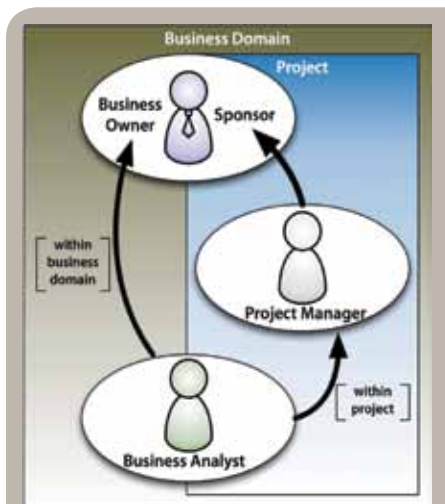 Business Domain
Project
Business
Owner
Sponsor
[ within
business
domain ]
Project Manager
[ within
project ]
Business Analyst